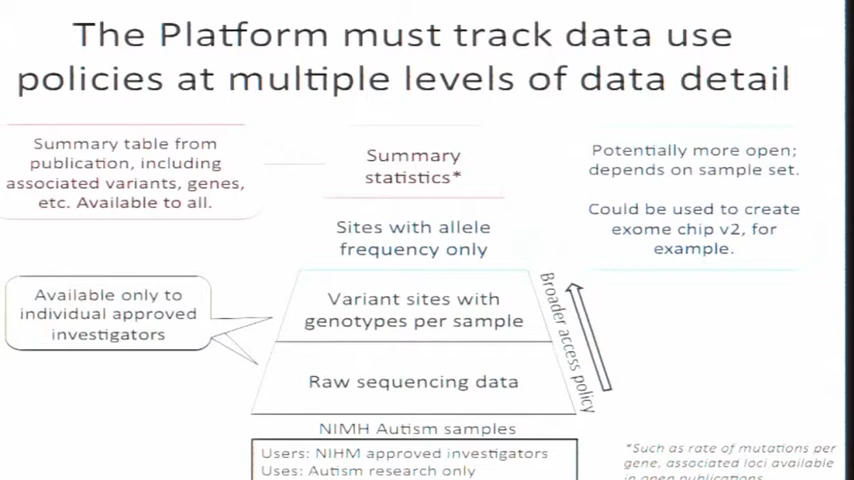 The Platform must track data use
policies at multiple levels of data detail
Summary table from
publication, including
associated variants, genes,
etc. Available to all.
Summary
statistics*
Potentially more open;
depends on sample set.
Could be used to create
exome chip v2, for
example.
Sites with allele
frequency only
Available only to
individual approved
investigators
Variant sites with
genotypes per sample
Raw sequencing data
Broader access policy
NIMH Autism samples
Users: NIHM approved investigators
Uses: Autism research only
*Such as rate of mutations per
gene, associated loci available
in open publications